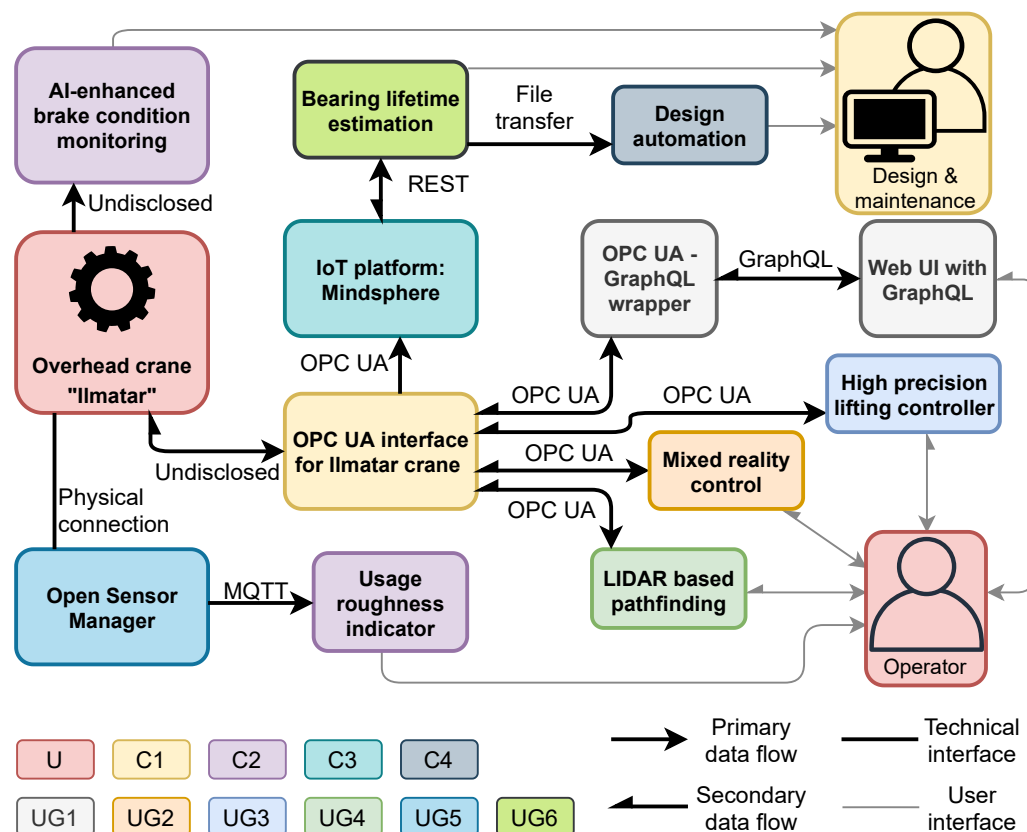 AI-enhanced
brake condition
monitoring
Bearing lifetime
estimation
File
transfer
Design
automation
Design &
maintenance
Undisclosed
REST
Overhead crane
"Ilmatar"
IoT platform:
Mindsphere
OPC UA -
GraphQL
wrapper
GraphQL
Web UI with
GraphQL
OPC UA
OPC UA interface
for Ilmatar crane
Undisclosed
OPC UA
OPC UA
OPC UA
OPC UA
High precision
lifting controller
Mixed reality
control
Physical
connection
Open Sensor
Manager
MQTT
Usage
roughness
indicator
LIDAR based
pathfinding
Operator
U
C1
C2
C3
C4
UG1
UG2
UG3
UG4
UG5
UG6
Primary
data flow
Technical
interface
Secondary
data flow
User
interface